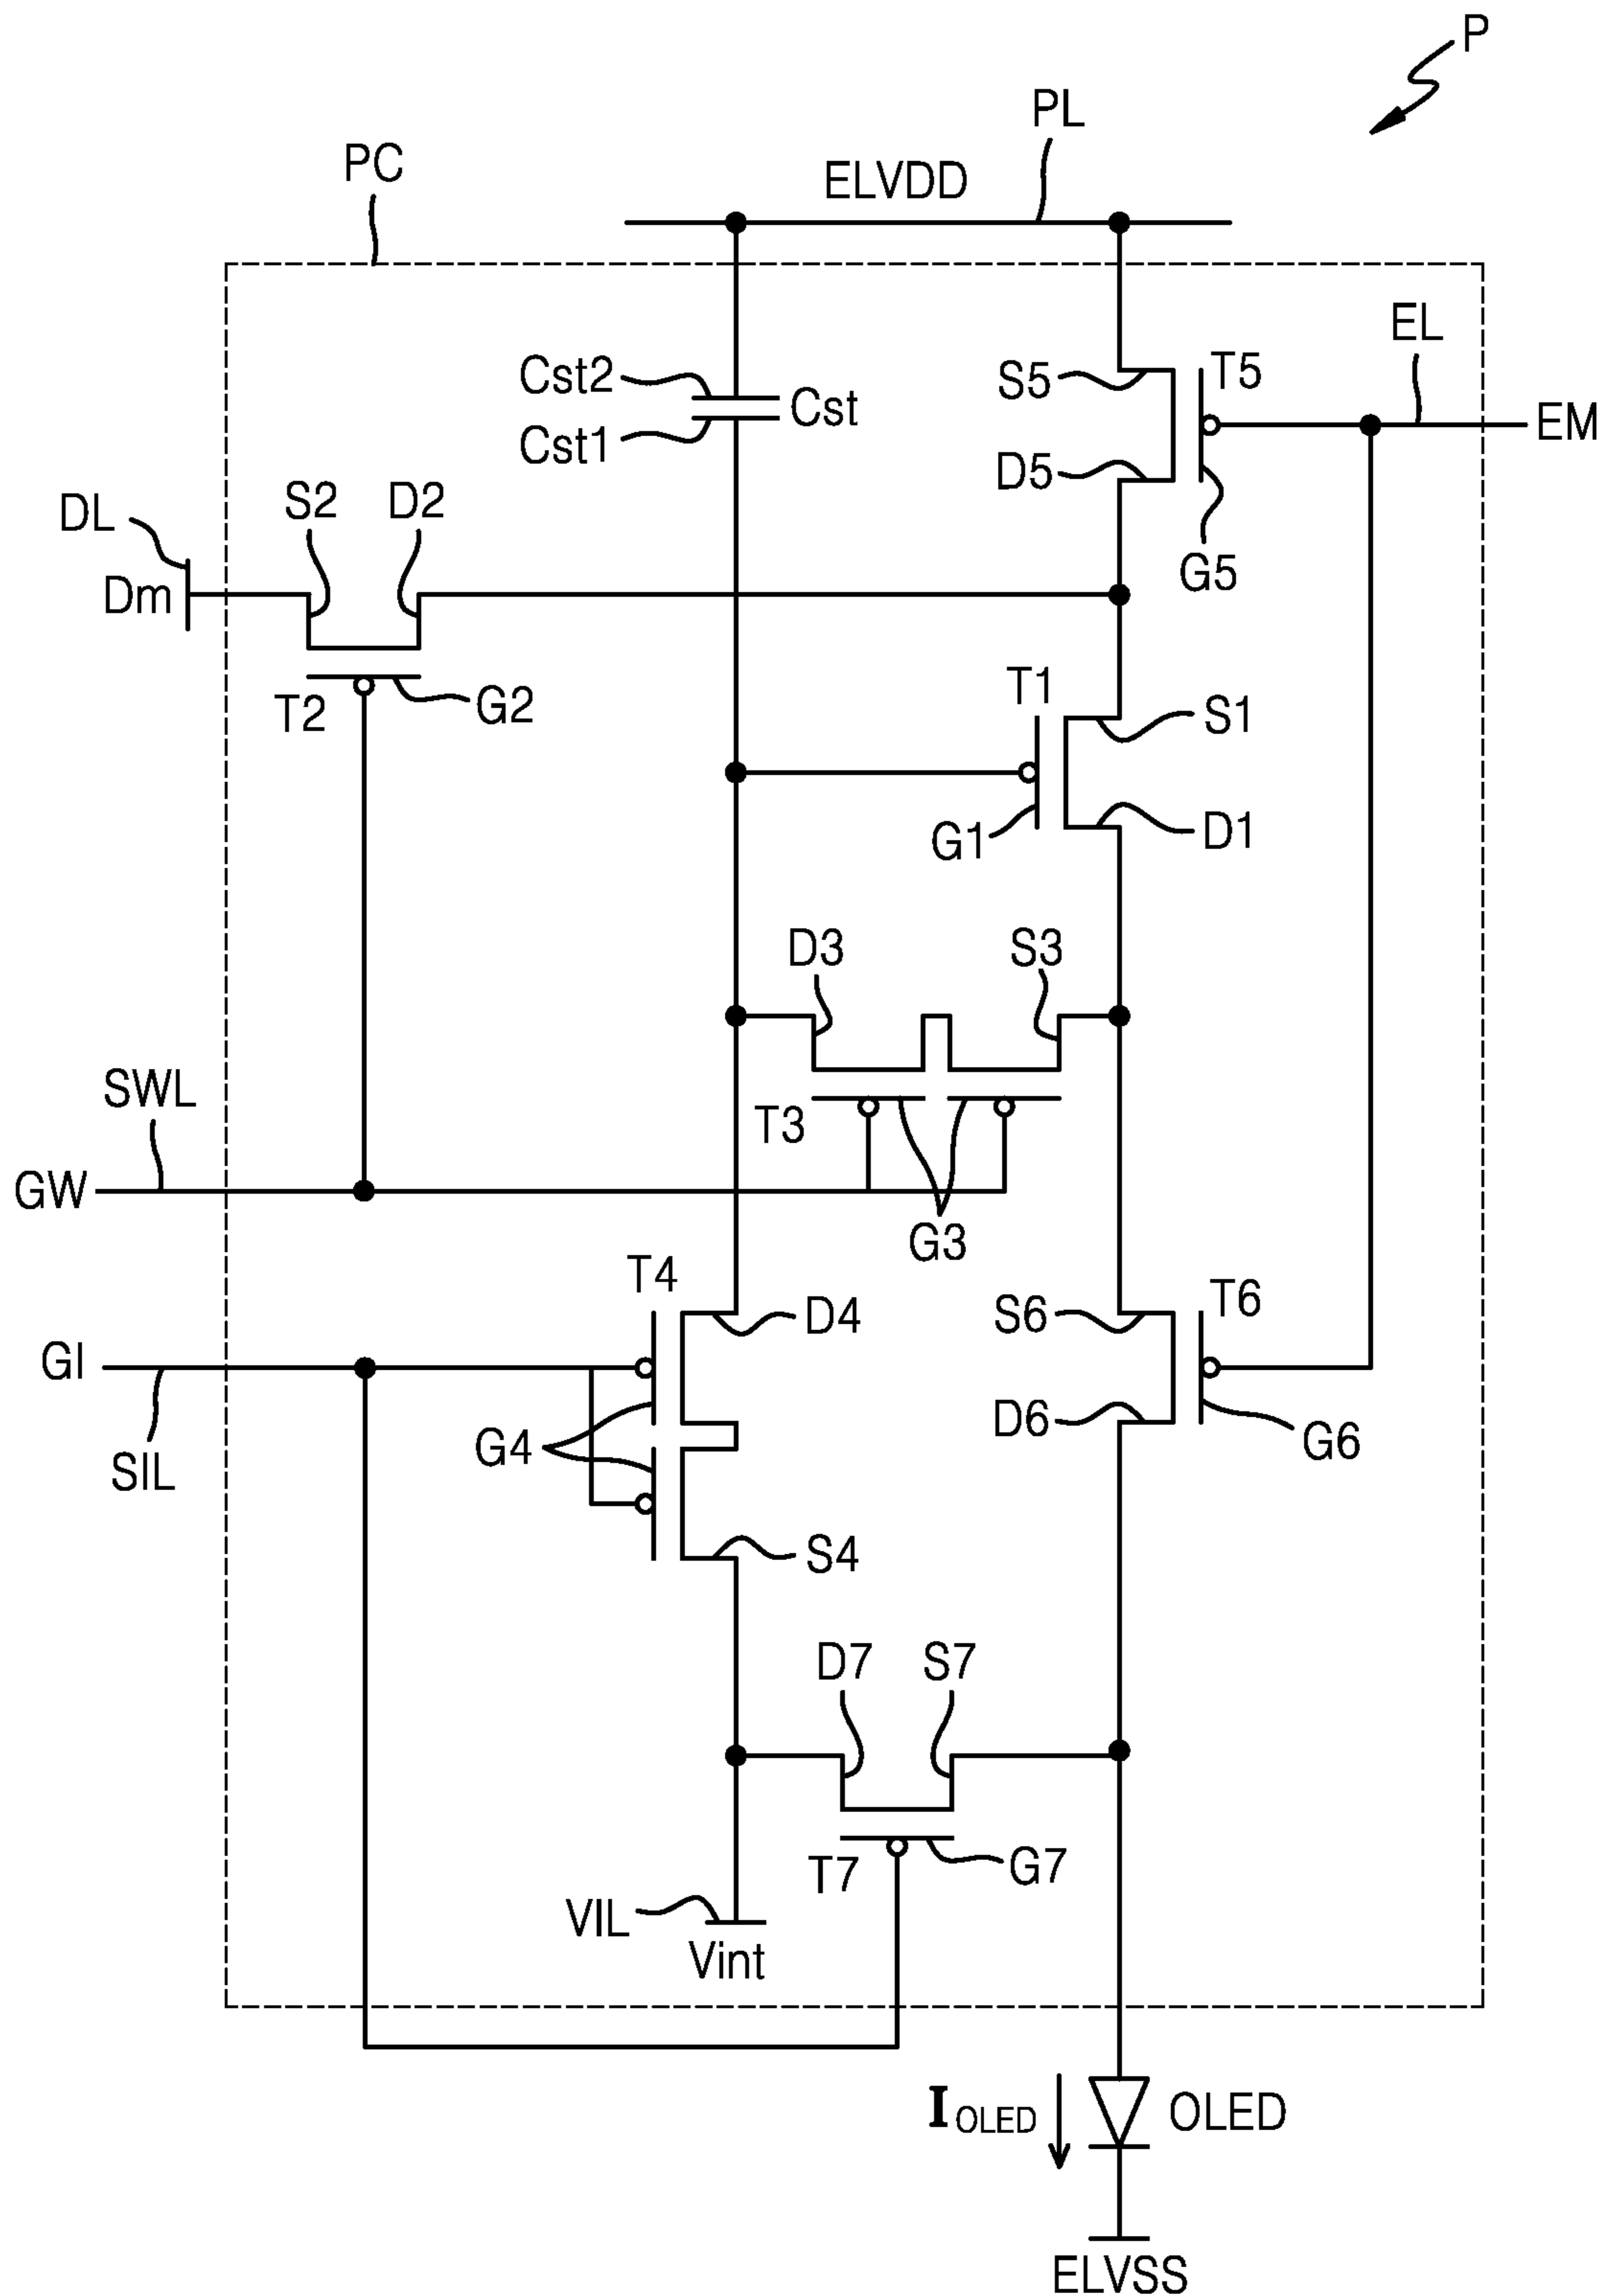 P
PL
PC
ELVDD
EL
Cst2
S5
T5
Cst
EM
Cst1
D5
S2
D2
DL
G5
Dm
T1
T2
G2
S1
G1
D1
D3
S3
SWL
T3
GW
G3
T4
T6
D4
S6
GI
D6
G4
G6
SIL
S4
D7
S7
T7
G7
VIL
Vint
IOLED
OLED
ELVSS